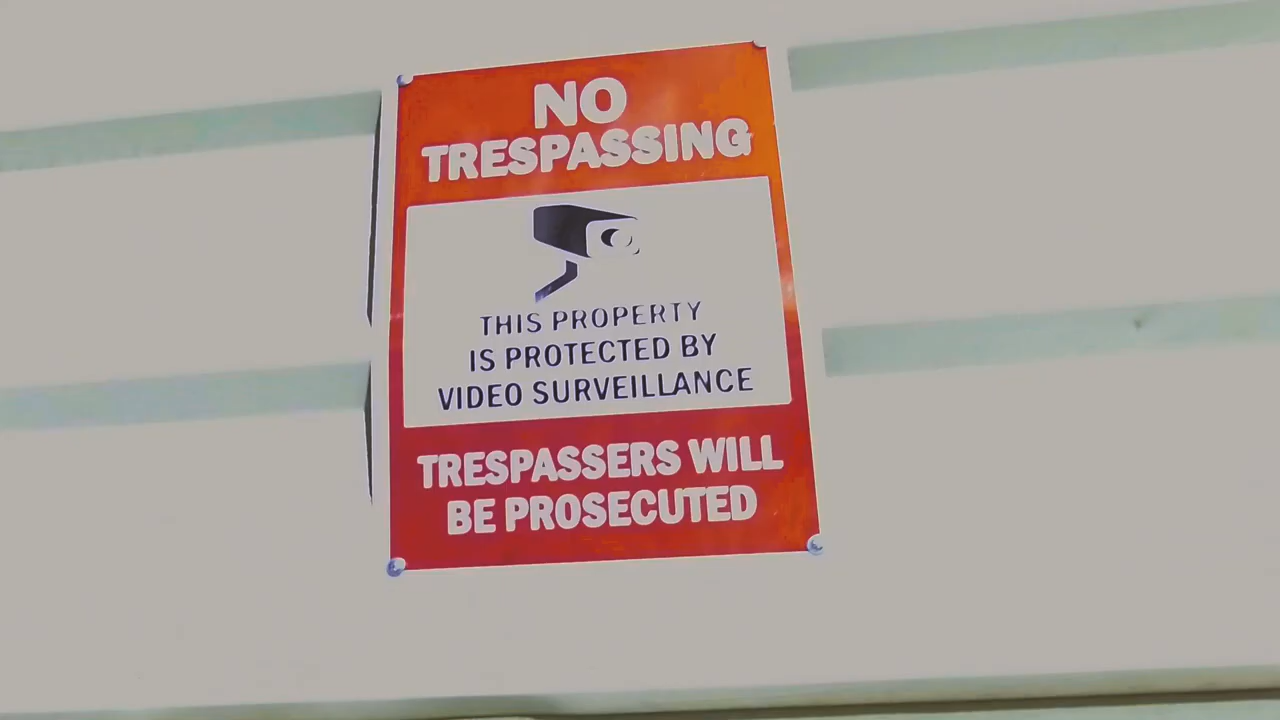 NO
TRESPASSING
THIS PROPERTY
IS PROTECTED BY
VIDEO SURVEILLANCE
TRESPASSERS WILL
BE PROSECUTED